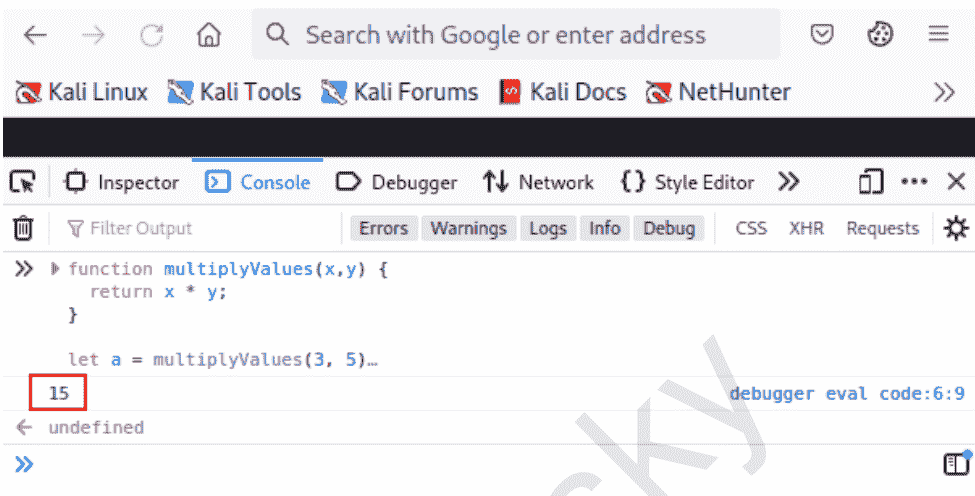 Search with Google or enter address
Kali Linux Kali Tools Kali Forums Kali Docs NetHunter
Inspector Console Debugger Network {} Style Editor
Filter Output Errors Warnings Logs Info Debug CSS XHR Requests
function multiplyValues(x,y) {
return x * y;
}
let a = multiplyValues(3, 5)…
15 debugger eval code:6:9
undefined